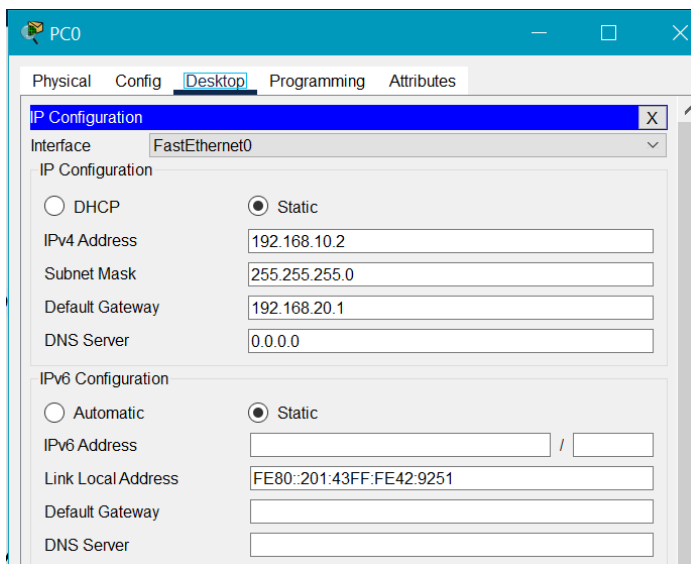 PC0
Physical Config Desktop Programming Attributes
IP Configuration X
Interface FastEthernet0
IP Configuration
DHCP Static
IPv4 Address 192.168.10.2
Subnet Mask 255.255.255.0
Default Gateway 192.168.20.1
DNS Server 0.0.0.0
IPv6 Configuration
Automatic Static
IPv6 Address /
Link Local Address FE80::201:43FF:FE42:9251
Default Gateway
DNS Server